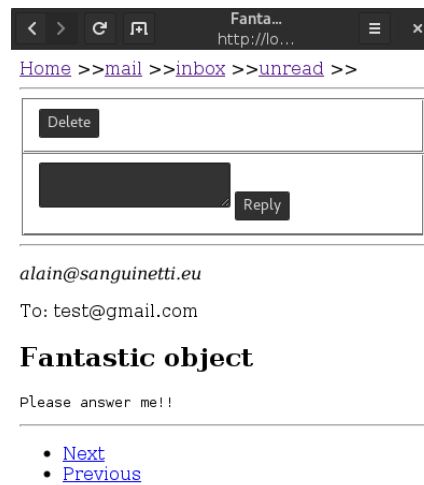 Fanta...
http://lo...
Home >>mail >>inbox >>unread >>
Delete
Reply
alain@sanguinetti.eu
To: test@gmail.com
Fantastic object
Please answer me!!
Next
Previous